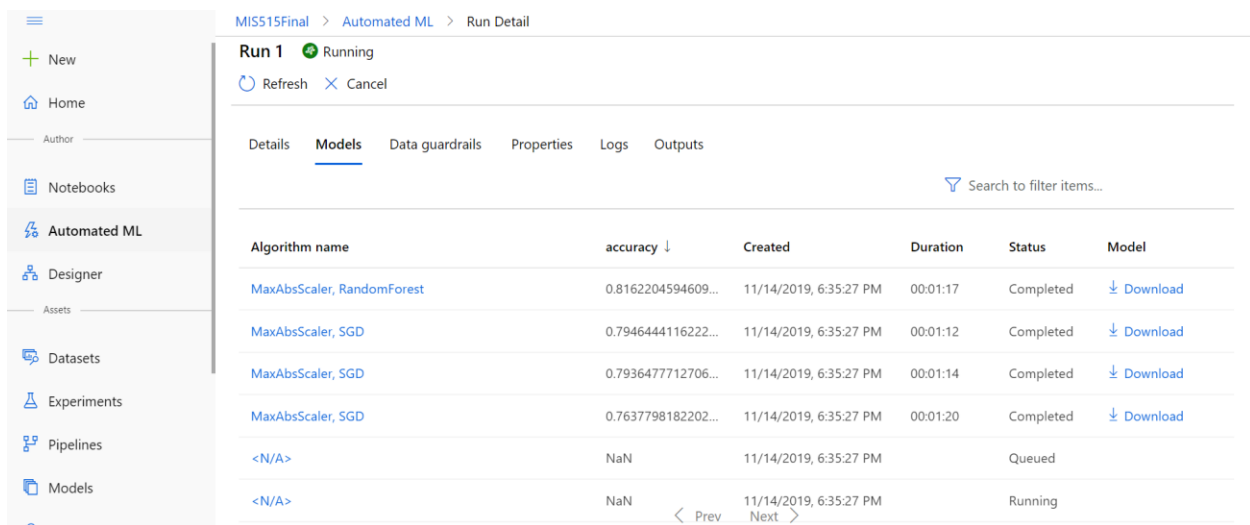 MIS515Final > Automated ML > Run Detail
New
Home
Author
Notebooks
Automated ML
Designer
Assets
Datasets
Experiments
Pipelines
Models
Run 1 Running
Refresh Cancel
Details Models Data guardrails Properties Logs Outputs
Search to filter items...
Algorithm name accuracy ↓ Created Duration Status Model
MaxAbsScaler, RandomForest 0.8162204594609... 11/14/2019, 6:35:27 PM 00:01:17 Completed Download
MaxAbsScaler, SGD 0.7946444116222... 11/14/2019, 6:35:27 PM 00:01:12 Completed Download
MaxAbsScaler, SGD 0.7936477712706... 11/14/2019, 6:35:27 PM 00:01:14 Completed Download
MaxAbsScaler, SGD 0.7637798182202... 11/14/2019, 6:35:27 PM 00:01:20 Completed Download
<N/A> NaN 11/14/2019, 6:35:27 PM Queued
<N/A> NaN 11/14/2019, 6:35:27 PM Running
< Prev Next >